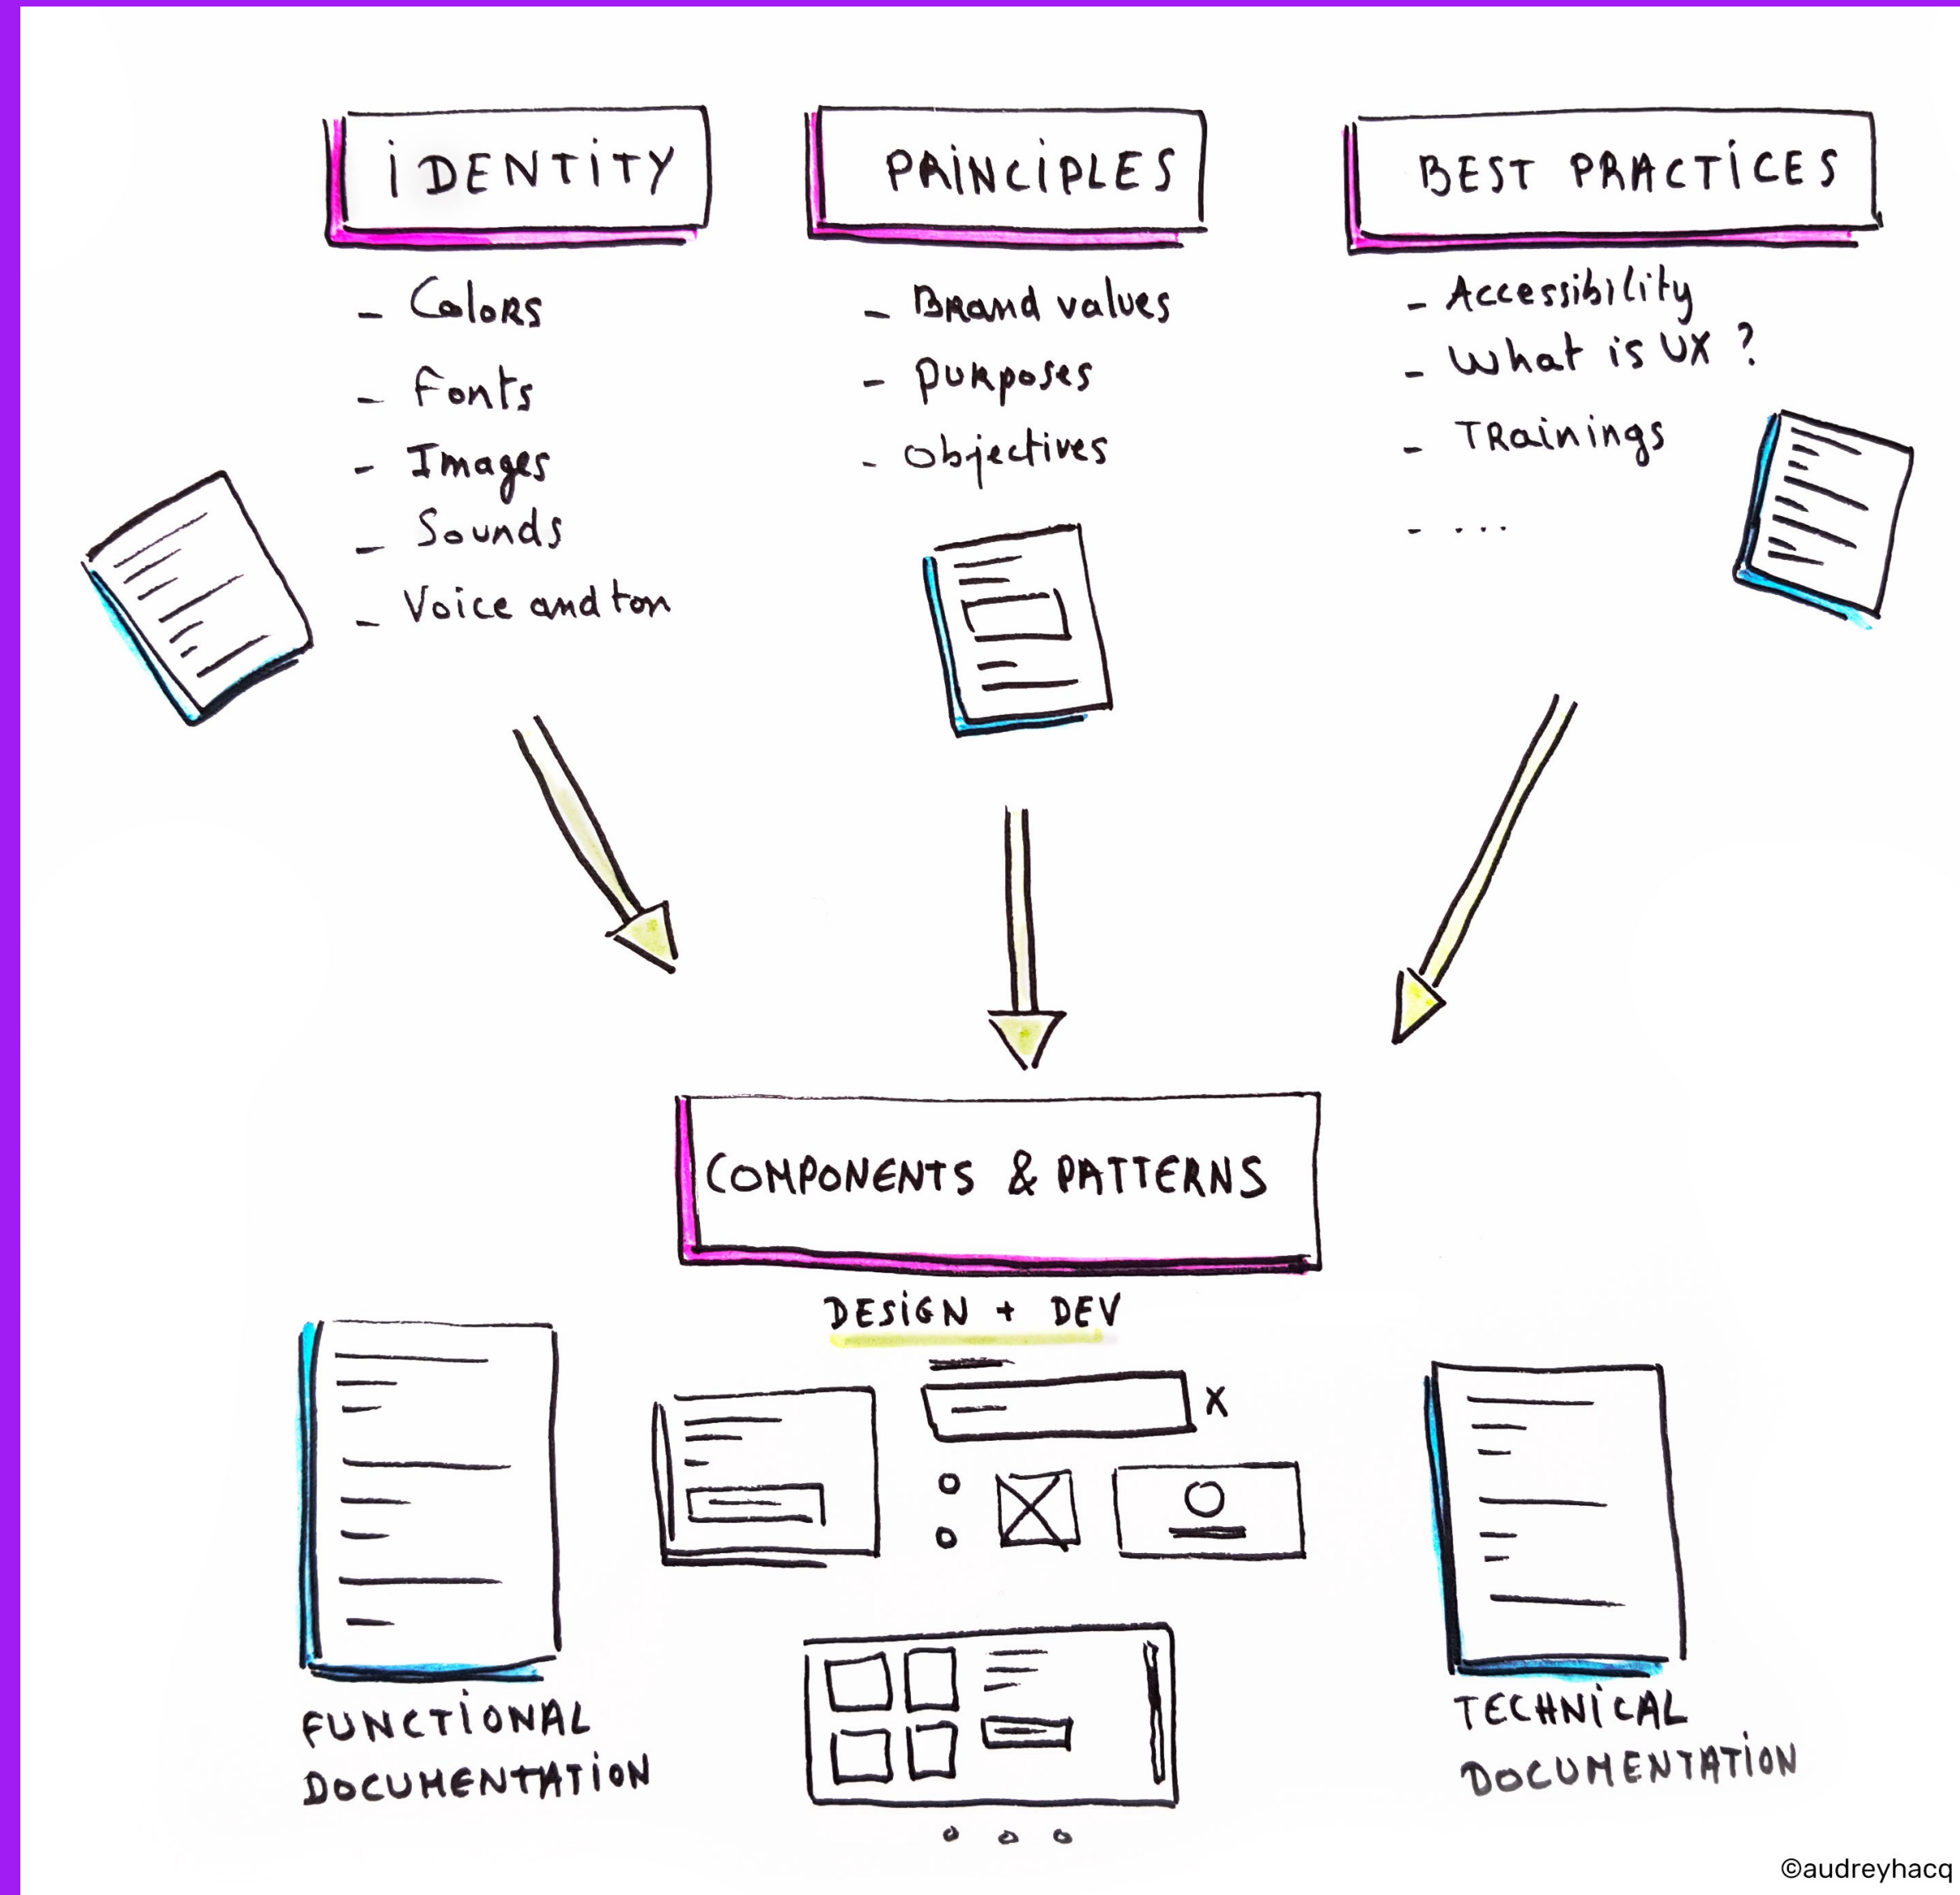 iDENTiTY
- Colors
- Fonts
- Images
- Sounds
- Voice and ton
PRiNCiPLES
- Brand values
- Purposes
- Objectives
BEST PRACTiCES
- Accessibility
- What is UX ?
- TRainings
- ....
COMPONENTS & PATTERNS
DESiGN + DEV
X
FUNCTiONAL
DOCUMENTATiON
TECHNiCAL
DOCUMENTATiON
©audreyhacq